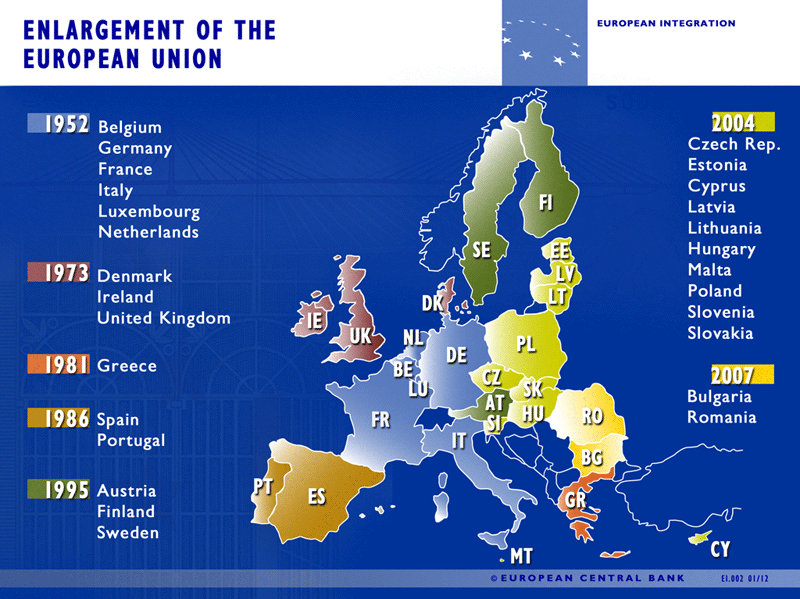 ENLARGEMENT OF THE
EUROPEAN UNION
EUROPEAN INTEGRATION
1952 Belgium
Germany
France
Italy
Luxembourg
Netherlands
1973 Denmark
Ireland
United Kingdom
1981 Greece
1986 Spain
Portugal
1995 Austria
Finland
Sweden
2004
Czech Rep.
Estonia
Cyprus
Latvia
Lithuania
Hungary
Malta
Poland
Slovenia
Slovakia
2007
Bulgaria
Romania
FI
SE
EE
LV
LT
DK
IE
UK
NL
DE
PL
BE
LU
CZ
SK
AT
HU
SI
RO
FR
IT
BG
PT
ES
GR
MT
CY
© EUROPEAN CENTRAL BANK
EI.002 01/12